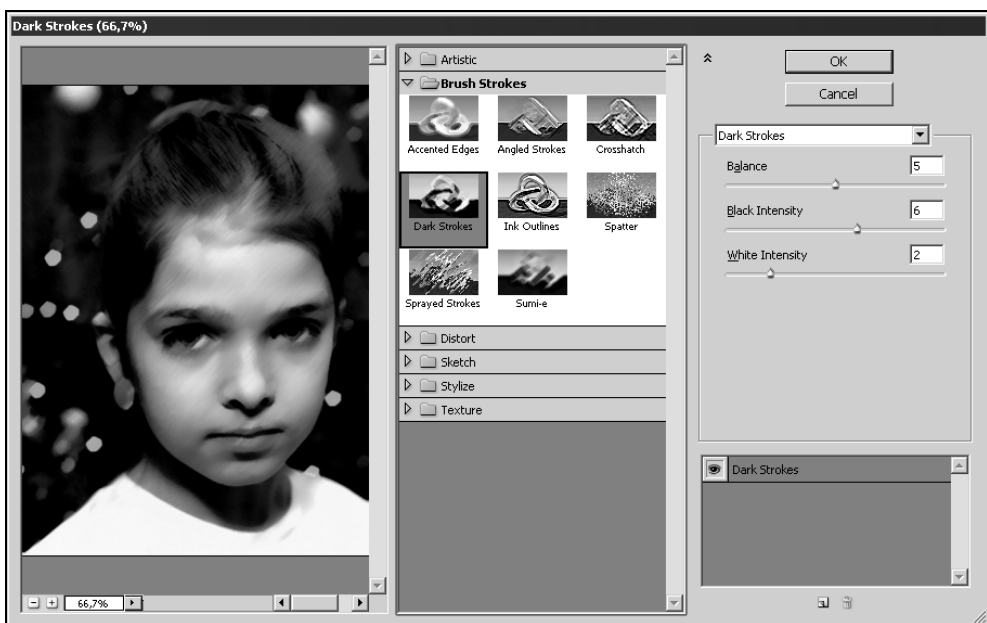 Dark Strokes (66,7%)
Artistic
Brush Strokes
Accented Edges
Angled Strokes
Crosshatch
Dark Strokes
Ink Outlines
Spatter
Sprayed Strokes
Sumi-e
Distort
Sketch
Stylize
Texture
66,7%
OK
Cancel
Dark Strokes
Balance
5
Black Intensity
6
White Intensity
2
Dark Strokes